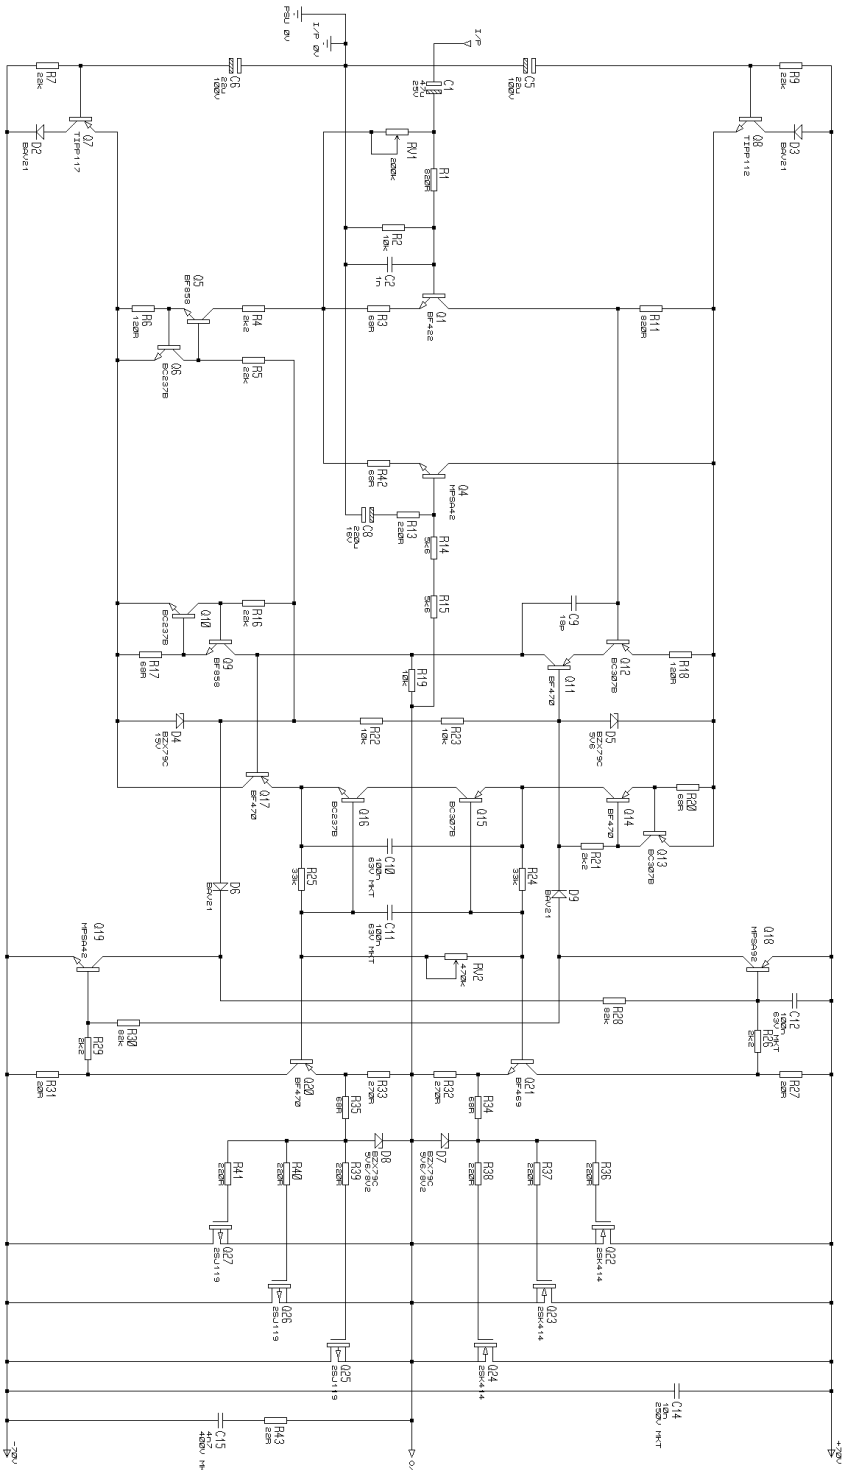 PSU 0V
I/P 0V
I/P
R7
22k
C6
22u
100V
C1
47u
25V
C5
22u
100V
R9
22k
Q7
TIPP117
D2
BAV21
Q8
TIPP112
D3
BAV21
RV1
200k
R1
820R
R2
10k
C2
1n
Q5
BF858
R6
120R
R4
2k2
R3
68R
Q1
BF422
R11
820R
Q6
BC237B
R5
22k
Q4
MPSA42
R42
68R
C8
220u
16V
R13
220R
R14
5k6
R15
5k6
Q10
BC237B
R16
22k
C9
18p
R17
68R
Q9
BF858
R19
10k
Q11
BF470
Q12
BC307B
R18
120R
D4
BZX79C
15V
R22
10k
R23
10k
D5
BZX79C
5V6
Q17
BF470
Q16
BC237B
Q15
BC307B
Q14
BF470
R20
68R
Q13
BC307B
R21
2k2
R25
33k
C10
100n
63V MKT
R24
33k
D6
BAV21
C11
100n
63V MKT
D9
BAV21
Q19
MPSA42
RV2
470k
Q18
MPSA92
R28
82k
C12
100n
63V MKT
R30
82k
R29
2k2
R26
2k2
R31
20R
Q20
BF470
R33
270R
R32
270R
Q21
BF469
R27
20R
R35
68R
R34
68R
D8
BZX79C
5V6/8V2
D7
BZX79C
5V6/8V2
R41
220R
R40
220R
R39
220R
R38
220R
R37
220R
R36
220R
Q27
2SJ119
Q22
2SK414
Q26
2SJ119
Q23
2SK414
Q25
2SJ119
Q24
2SK414
C14
10n
250V MKT
C15
4n7
400V
R43
22R
-70V
+70V